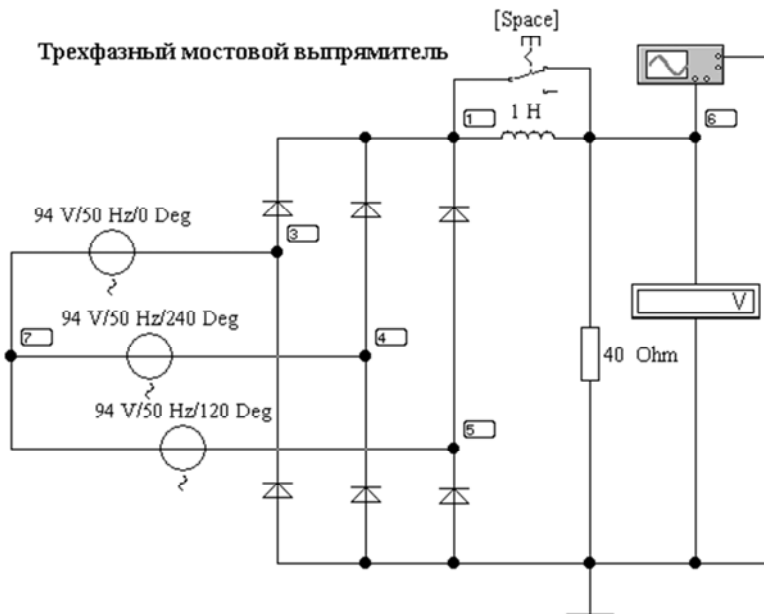 [Space]
Трехфазный мостовой выпрямитель
1
1 H
6
94 V/50 Hz/0 Deg
3
94 V/50 Hz/240 Deg
V
7
4
40 Ohm
94 V/50 Hz/120 Deg
5